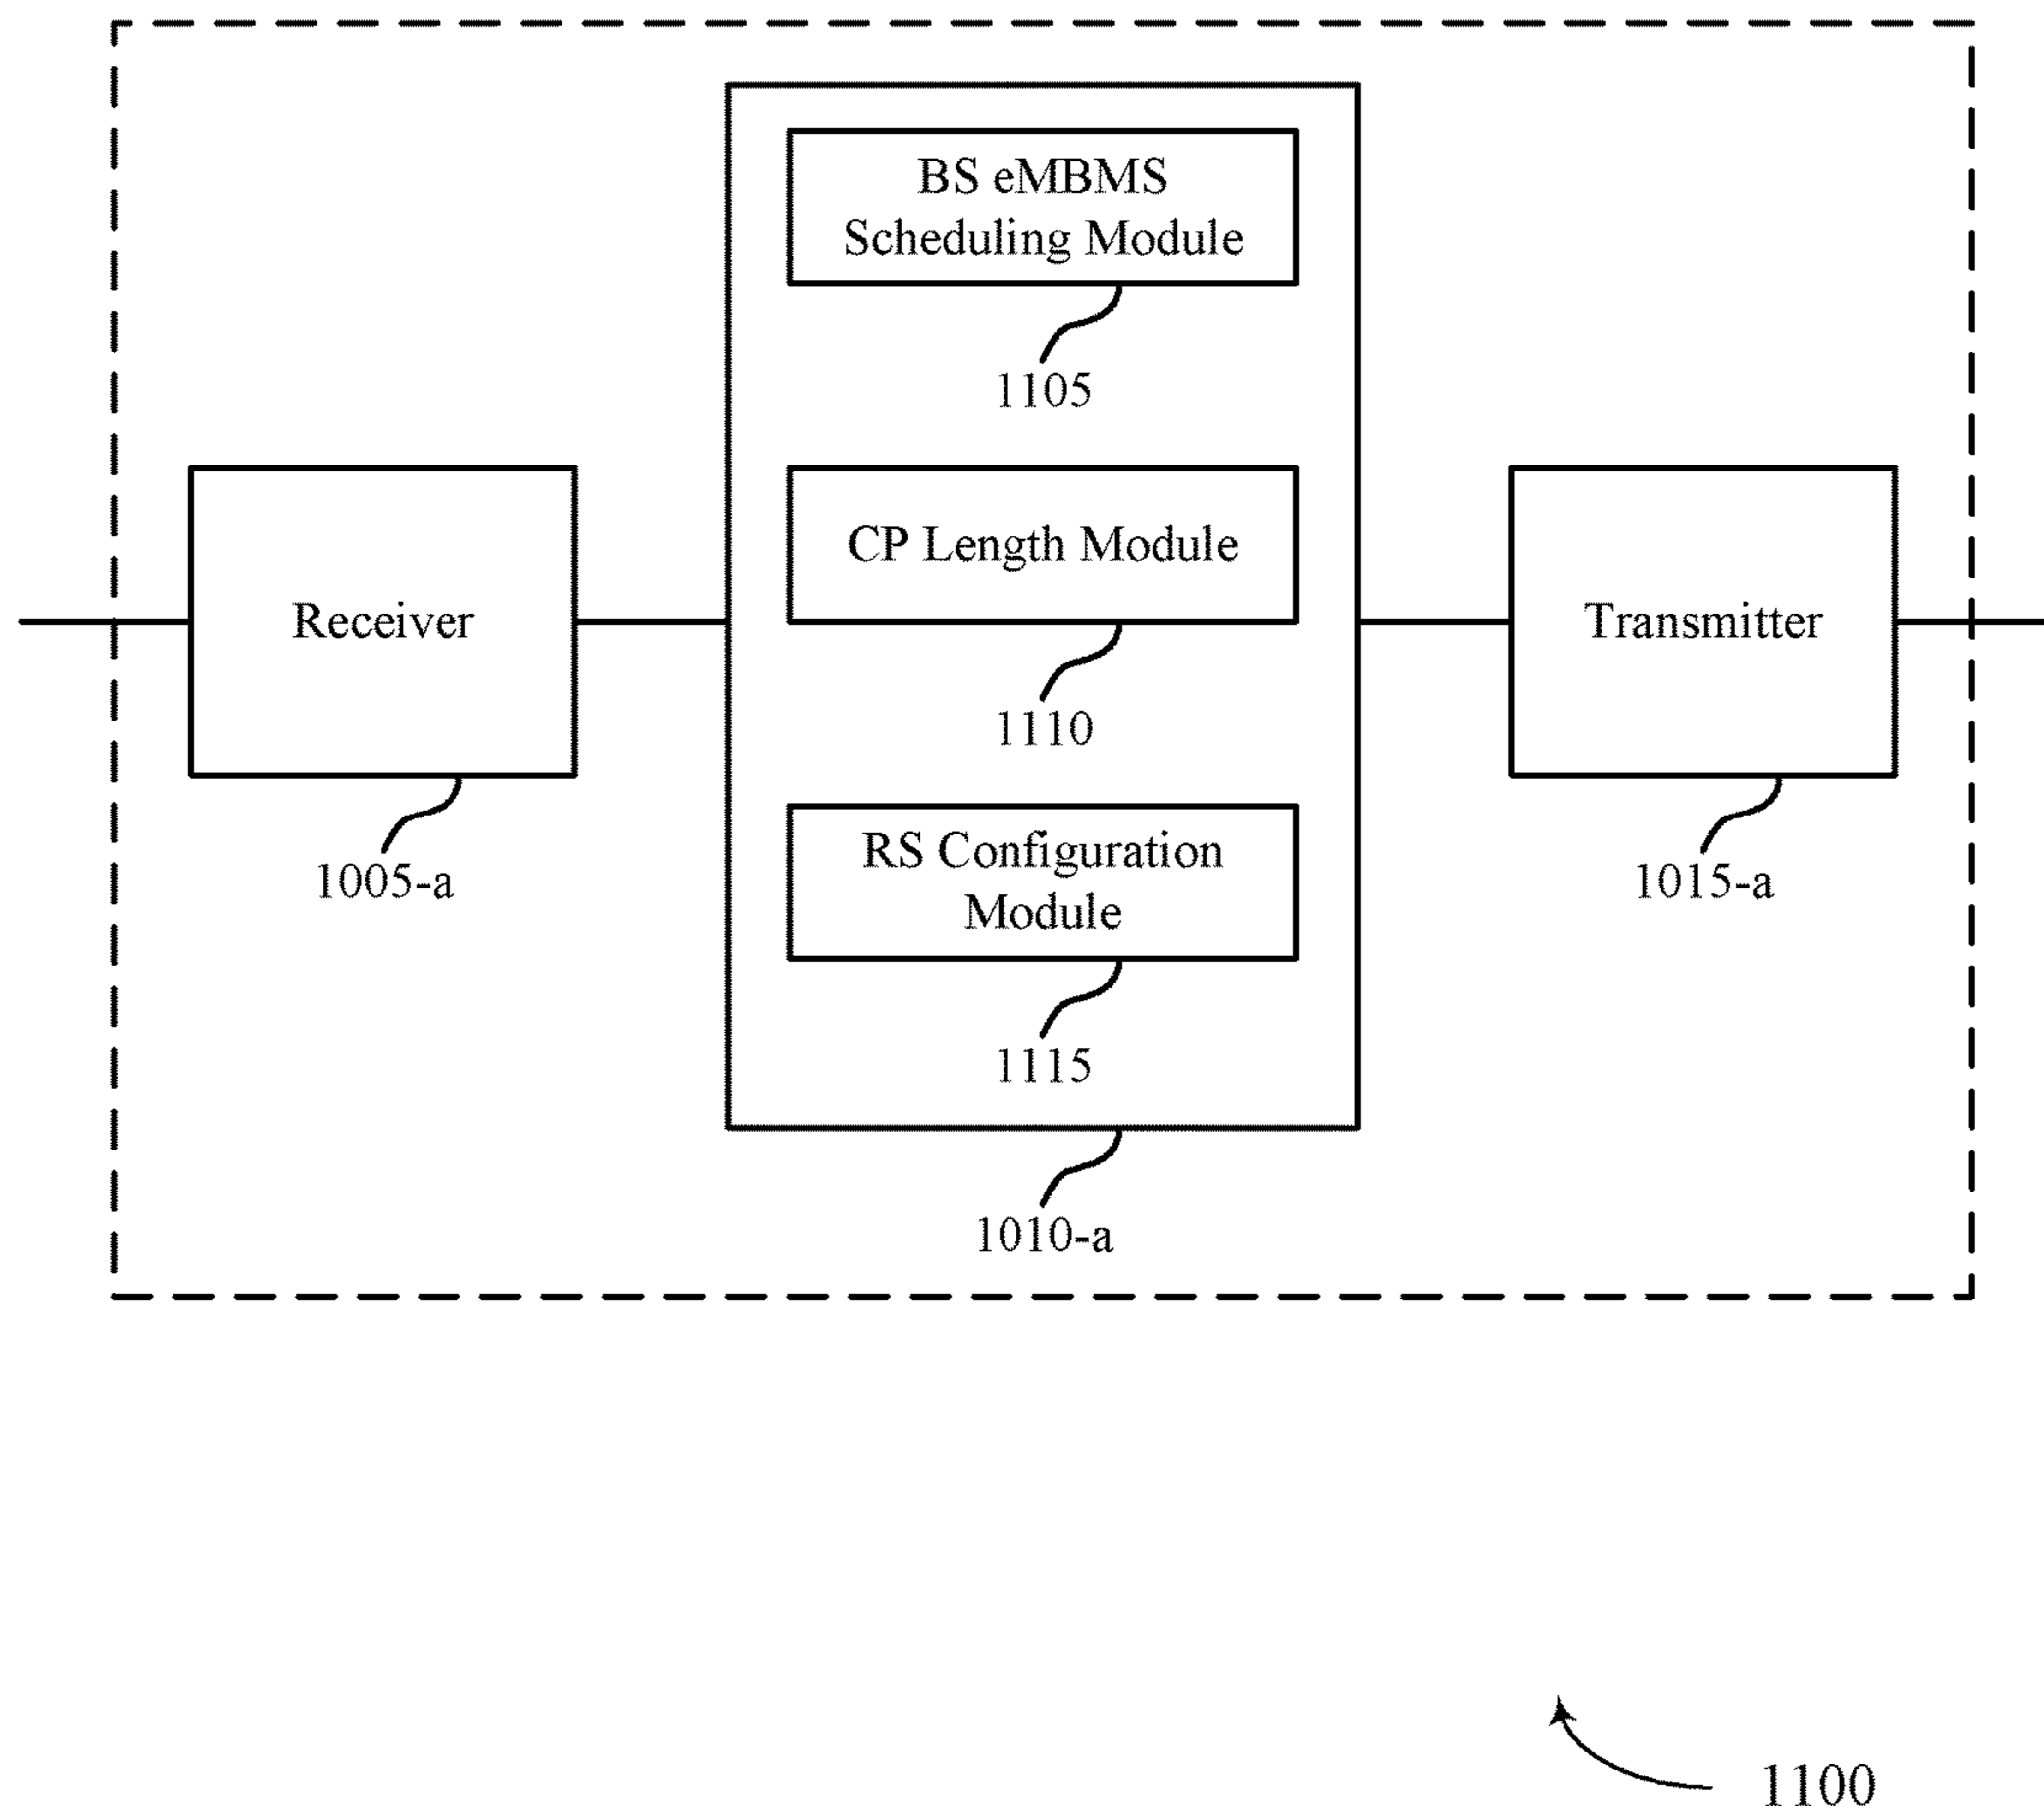 BS eMBMS
Scheduling Module
1105
CP Length Module
1110
RS Configuration
Module
1115
1010-a
Receiver
1005-a
Transmitter
1015-a
1100